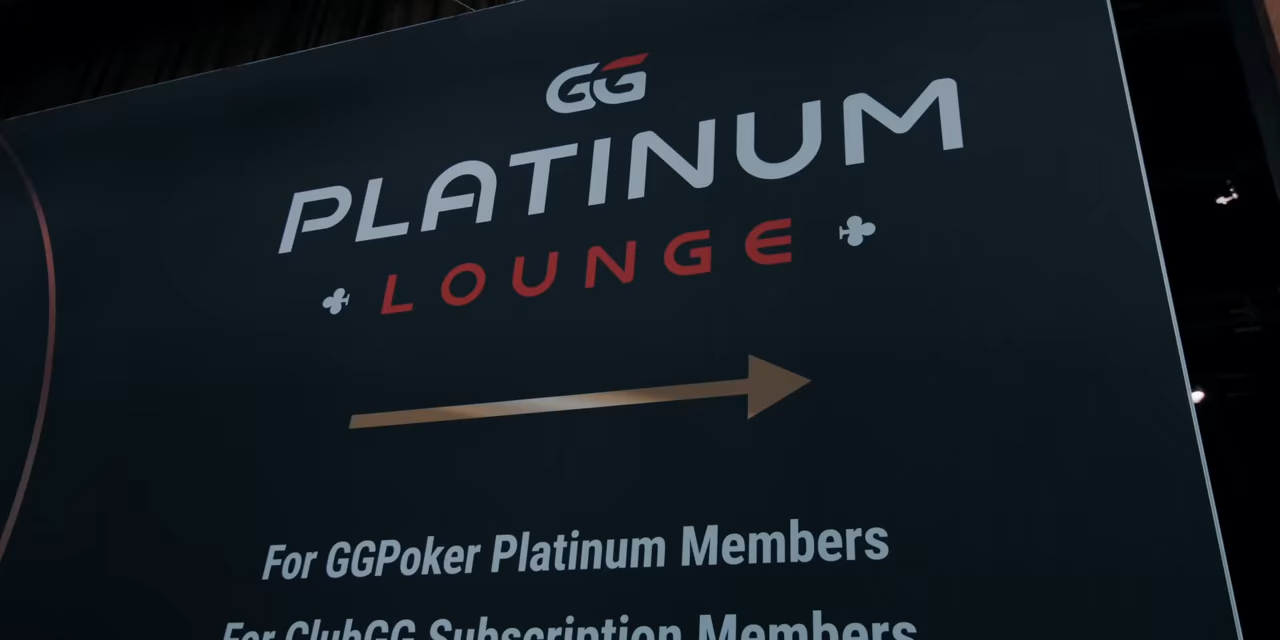 GG
PLATINUM
LOUNGE
For GGPoker Platinum Members
For ClubGG Subscription Members